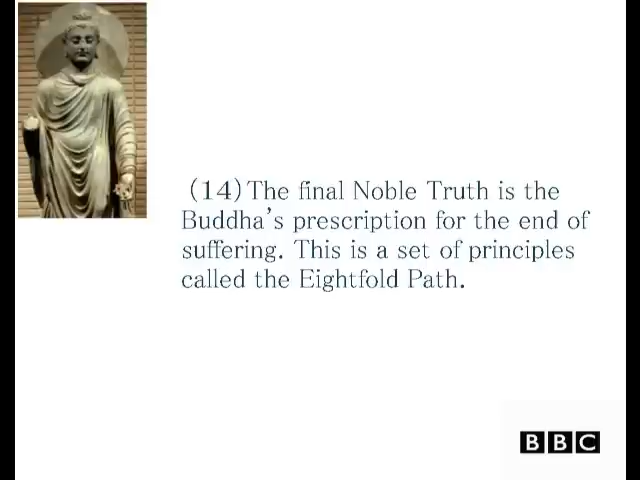 (14)The final Noble Truth is the
Buddha's prescription for the end of
suffering. This is a set of principles
called the Eightfold Path.
BBC